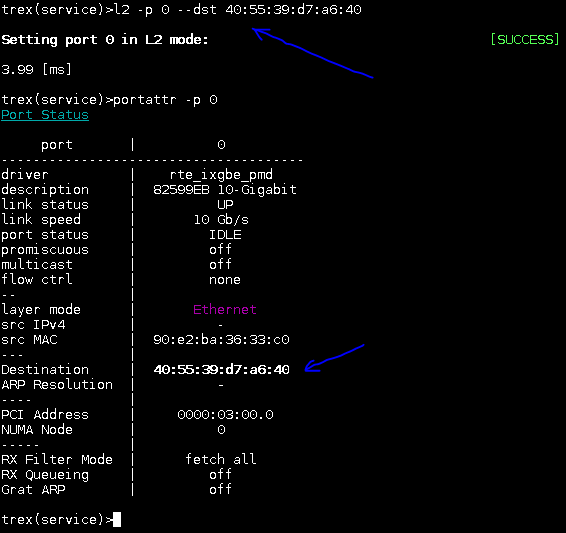 trex(service)>l2 -p 0 --dst 40:55:39:d7:a6:40
Setting port 0 in L2 mode: [SUCCESS]
3.99 [ms]
trex(service)>portattr -p 0
Port Status
port | 0
----------------------------------------
driver | rte_ixgbe_pmd
description | 82599EB 10-Gigabit
link status | UP
link speed | 10 Gb/s
port status | IDLE
promiscuous | off
multicast | off
flow ctrl | none
-- |
layer mode | Ethernet
src IPv4 | -
src MAC | 90:e2:ba:36:33:c0
--- |
Destination | 40:55:39:d7:a6:40
ARP Resolution | -
---- |
PCI Address | 0000:03:00.0
NUMA Node | 0
----- |
RX Filter Mode | fetch all
RX Queueing | off
Grat ARP | off
trex(service)>